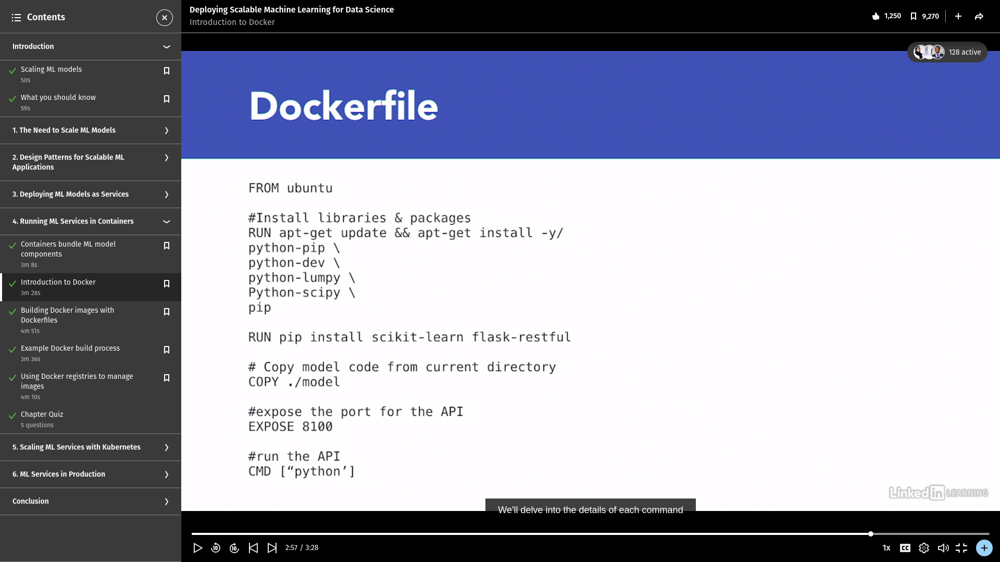 Contents
Deploying Scalable Machine Learning for Data Science
Introduction to Docker
1,250
9,270
Introduction
Scaling ML models
50s
What you should know
59s
1. The Need to Scale ML Models
2. Design Patterns for Scalable ML
Applications
3. Deploying ML Models as Services
4. Running ML Services in Containers
Containers bundle ML model
components
3m 8s
Introduction to Docker
3m 28s
Building Docker images with
Dockerfiles
4m 51s
Example Docker build process
3m 36s
Using Docker registries to manage
images
4m 10s
Chapter Quiz
5 questions
5. Scaling ML Services with Kubernetes
6. ML Services in Production
Conclusion
128 active
Dockerfile
FROM ubuntu
#Install libraries & packages
RUN apt-get update && apt-get install -y/
python-pip \
python-dev \
python-lumpy \
Python-scipy \
pip
RUN pip install scikit-learn flask-restful
# Copy model code from current directory
COPY ./model
#expose the port for the API
EXPOSE 8100
#run the API
CMD [“python’]
Linked in LEARNING
We'll delve into the details of each command
10
10
2:57 / 3:28
1x
CC